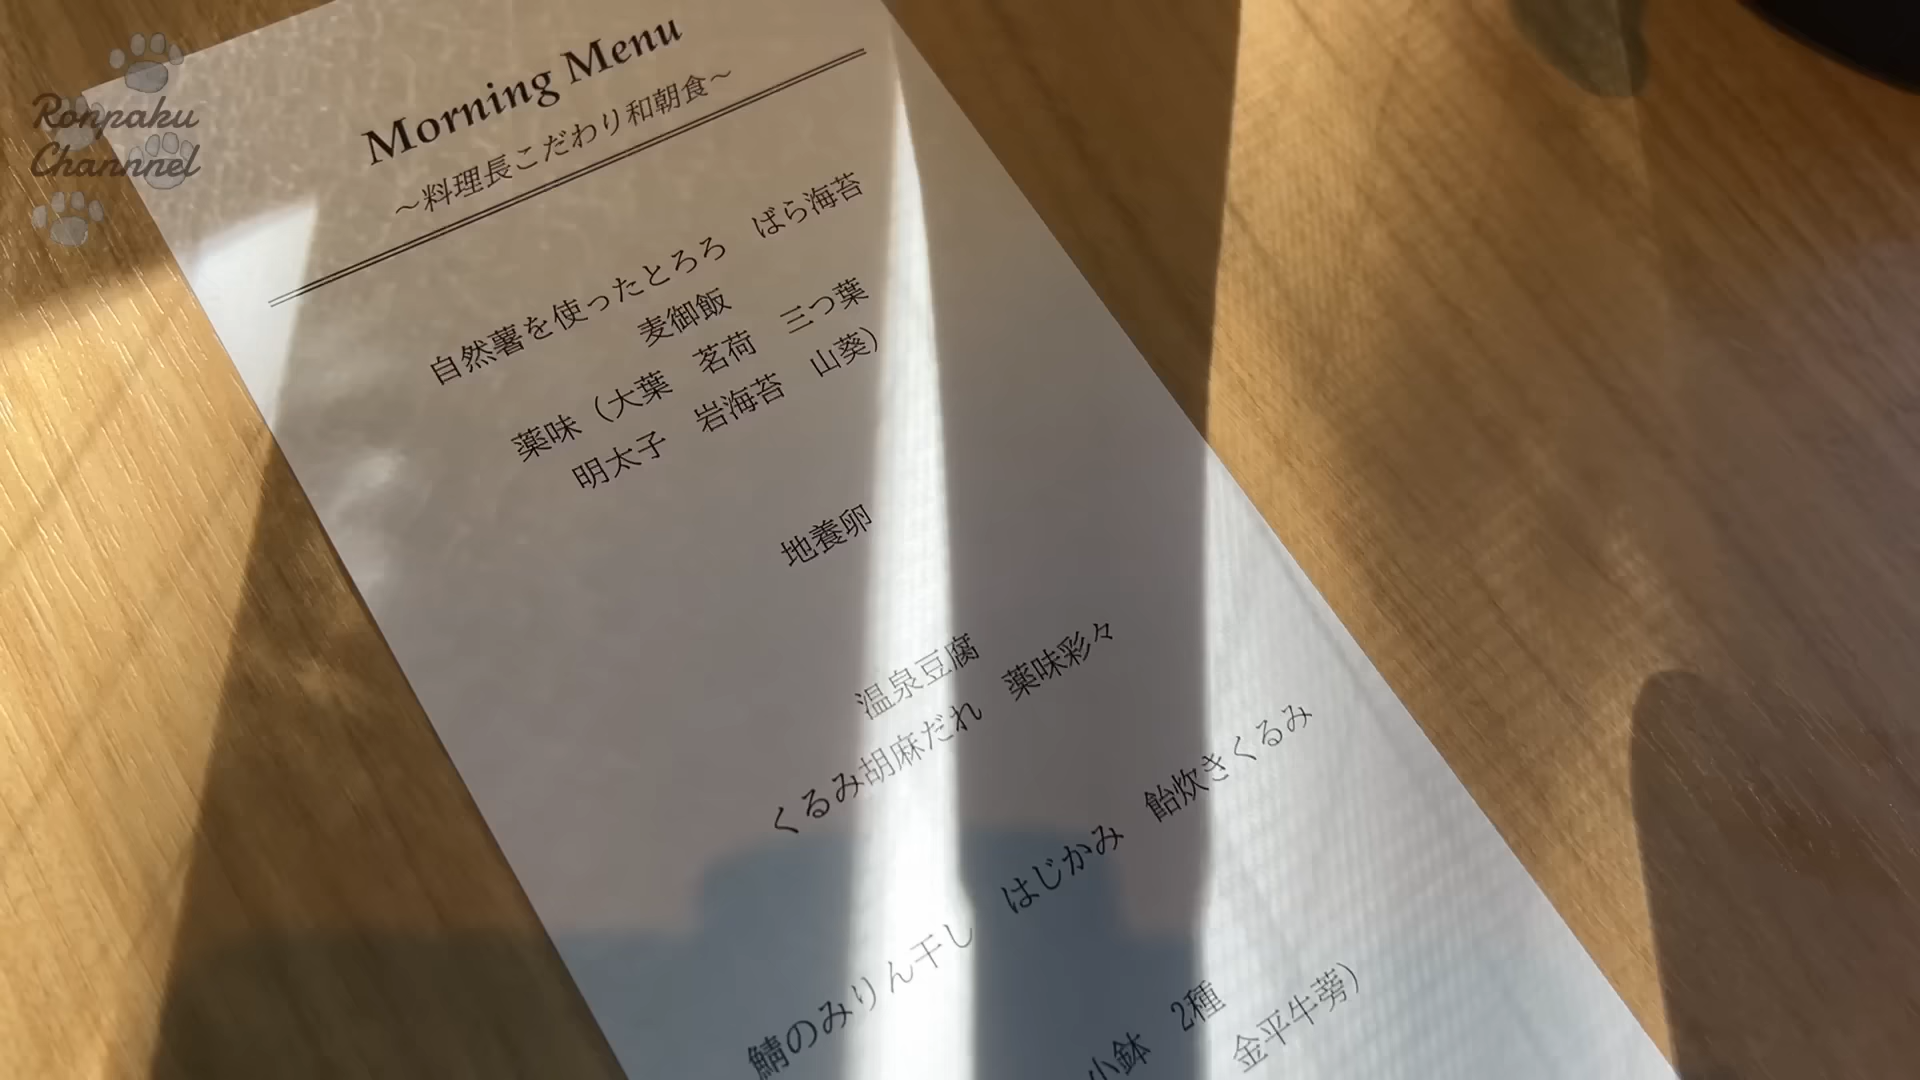 Ronpaku
Channnel
Morning Menu
～料理長こだわり和朝食～
自然薯を使ったとろろ　ばら海苔
麦御飯
薬味（大葉　茗荷　三つ葉
明太子　岩海苔　山葵）
地養卵
温泉豆腐
くるみ胡麻だれ　薬味彩々
鯖のみりん干し　はじかみ　飴炊きくるみ
小鉢　2種
金平牛蒡）